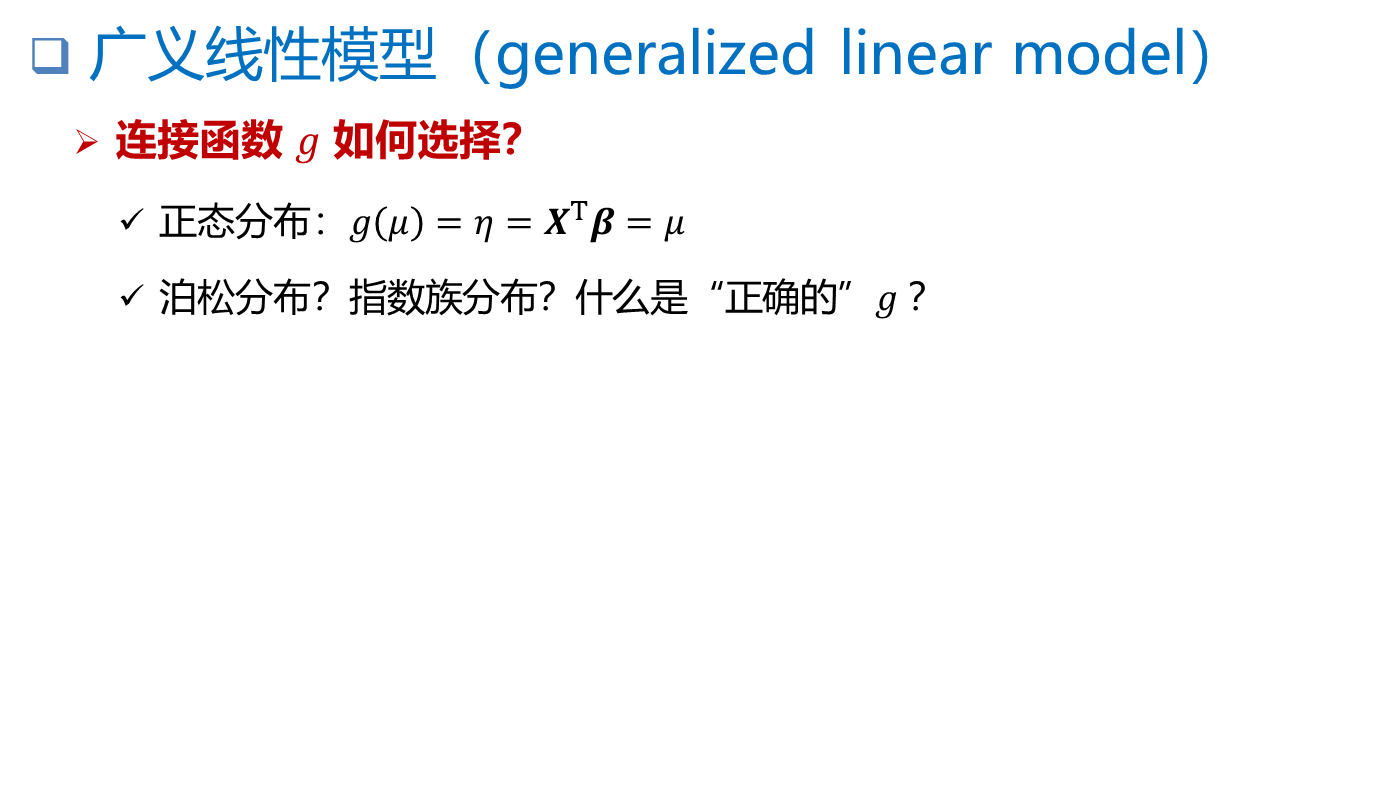 广义线性模型（generalized linear model）
连接函数 g 如何选择？
正态分布：g(μ) = η = X^T β = μ
泊松分布？指数族分布？什么是“正确的”g？